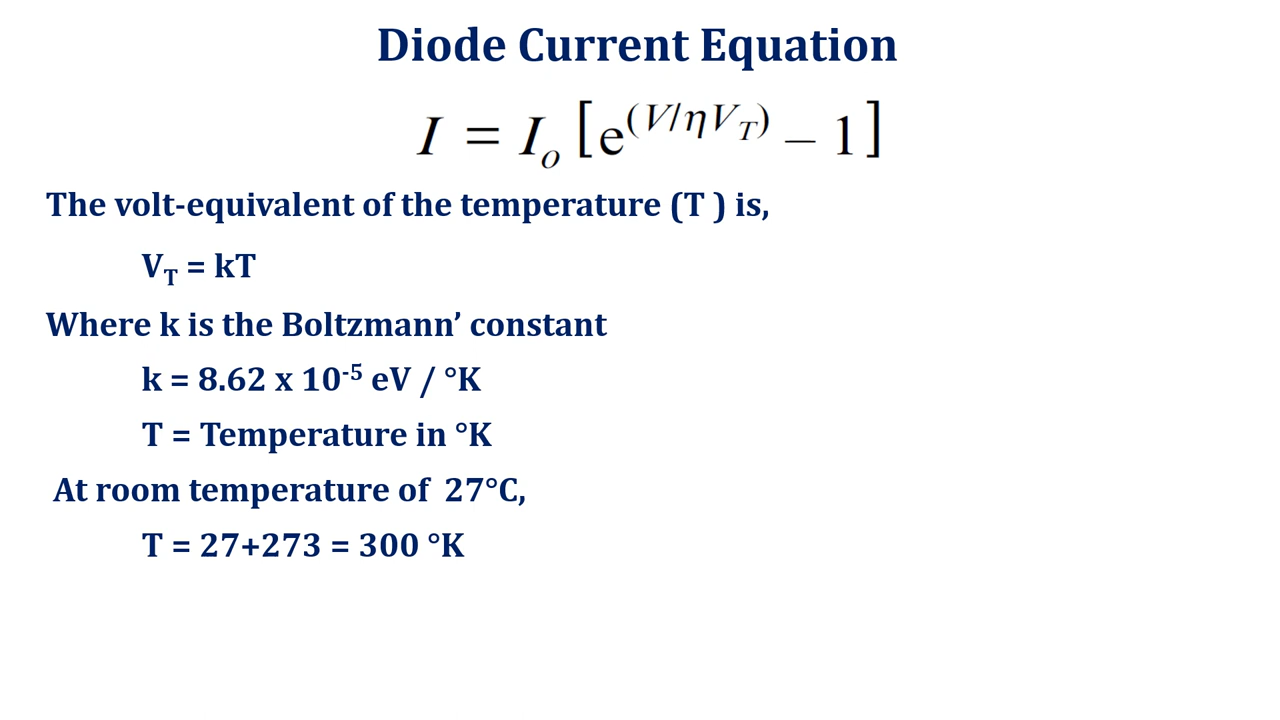 Diode Current Equation
I = Iₒ [e^(V/ηV_T) – 1]
The volt-equivalent of the temperature (T ) is,
V_T = kT
Where k is the Boltzmann’ constant
k = 8.62 x 10⁻⁵ eV / °K
T = Temperature in °K
At room temperature of 27°C,
T = 27+273 = 300 °K